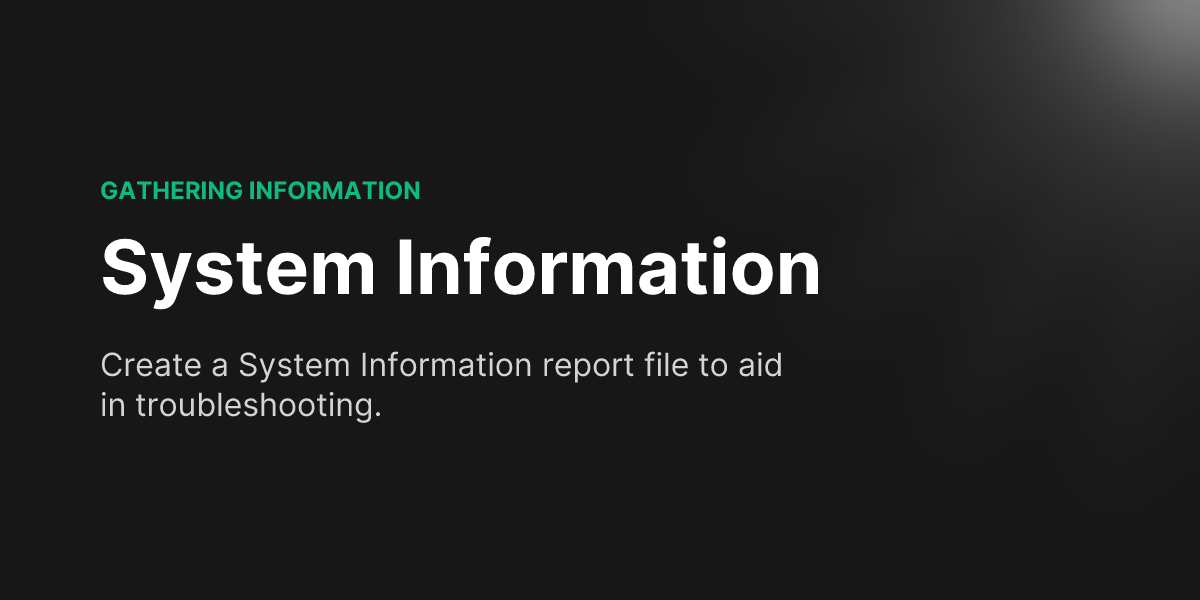 GATHERING INFORMATION
System Information
Create a System Information report file to aid
in troubleshooting.